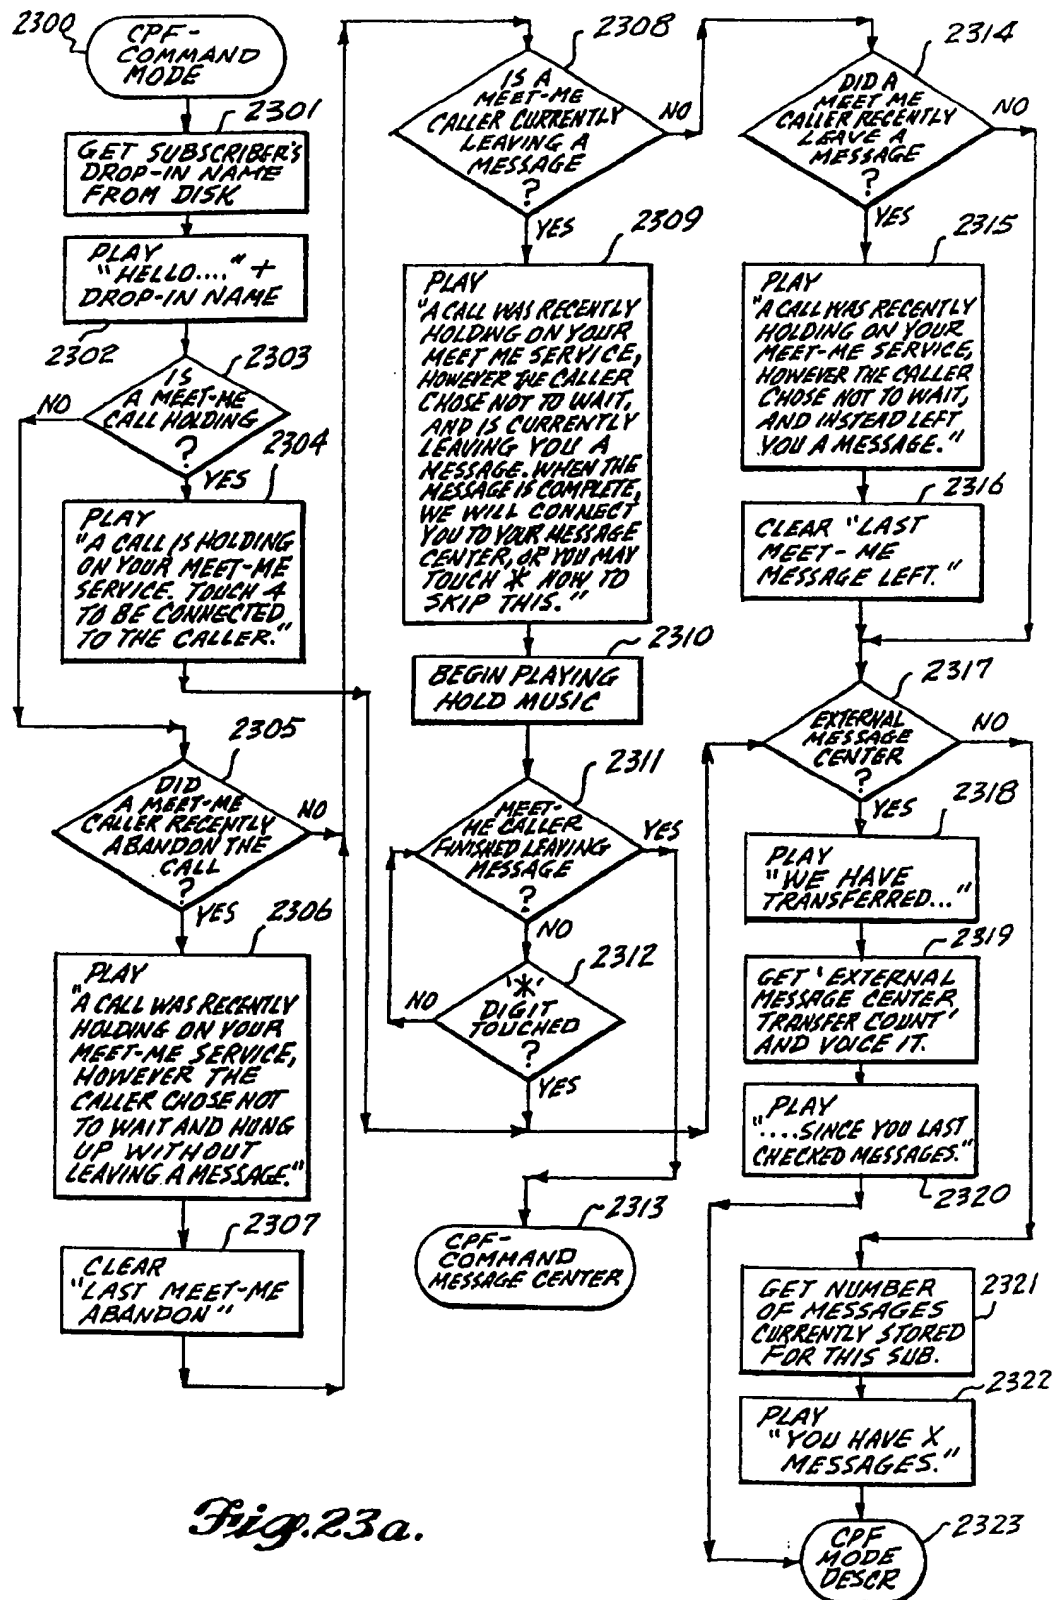 2300
CPF-
COMMAND
MODE
2301
GET SUBSCRIBER'S
DROP-IN NAME
FROM DISK
PLAY
"HELLO...." +
DROP-IN NAME
2302
2303
IS
A MEET-ME
CALL HOLDING
?
NO
YES
2304
PLAY
"A CALL IS HOLDING
ON YOUR MEET-ME
SERVICE. TOUCH 4
TO BE CONNECTED
TO THE CALLER."
2305
DID
A MEET-ME
CALLER RECENTLY
ABANDON THE
CALL
?
NO
YES
2306
PLAY
"A CALL WAS RECENTLY
HOLDING ON YOUR
MEET-ME SERVICE,
HOWEVER THE
CALLER CHOSE NOT
TO WAIT AND HUNG
UP WITHOUT
LEAVING A MESSAGE."
2307
CLEAR
"LAST MEET-ME
ABANDON"
2308
IS A
MEET-ME
CALLER CURRENTLY
LEAVING A
MESSAGE
?
NO
YES
2309
PLAY
"A CALL WAS RECENTLY
HOLDING ON YOUR
MEET ME SERVICE,
HOWEVER THE CALLER
CHOSE NOT TO WAIT,
AND IS CURRENTLY
LEAVING YOU A
MESSAGE. WHEN THE
MESSAGE IS COMPLETE,
WE WILL CONNECT
YOU TO YOUR MESSAGE
CENTER, OR YOU MAY
TOUCH * NOW TO
SKIP THIS."
2310
BEGIN PLAYING
HOLD MUSIC
2311
MEET-
ME CALLER
FINISHED LEAVING
MESSAGE
?
YES
NO
2312
'*'
DIGIT
TOUCHED
?
NO
YES
2313
CPF-
COMMAND
MESSAGE CENTER
2314
DID A
MEET ME
CALLER RECENTLY
LEAVE A
MESSAGE
?
NO
YES
2315
PLAY
"A CALL WAS RECENTLY
HOLDING ON YOUR
MEET-ME SERVICE,
HOWEVER THE CALLER
CHOSE NOT TO WAIT,
AND INSTEAD LEFT
YOU A MESSAGE."
2316
CLEAR "LAST
MEET-ME
MESSAGE LEFT."
2317
EXTERNAL
MESSAGE
CENTER
?
NO
YES
2318
PLAY
"WE HAVE
TRANSFERRED..."
2319
GET 'EXTERNAL
MESSAGE CENTER
TRANSFER COUNT'
AND VOICE IT.
PLAY
"....SINCE YOU LAST
CHECKED MESSAGES."
2320
GET NUMBER
OF MESSAGES
CURRENTLY STORED
FOR THIS SUB.
2321
2322
PLAY
"YOU HAVE X
MESSAGES."
2323
CPF
MODE
DESCR
Fig. 23a.